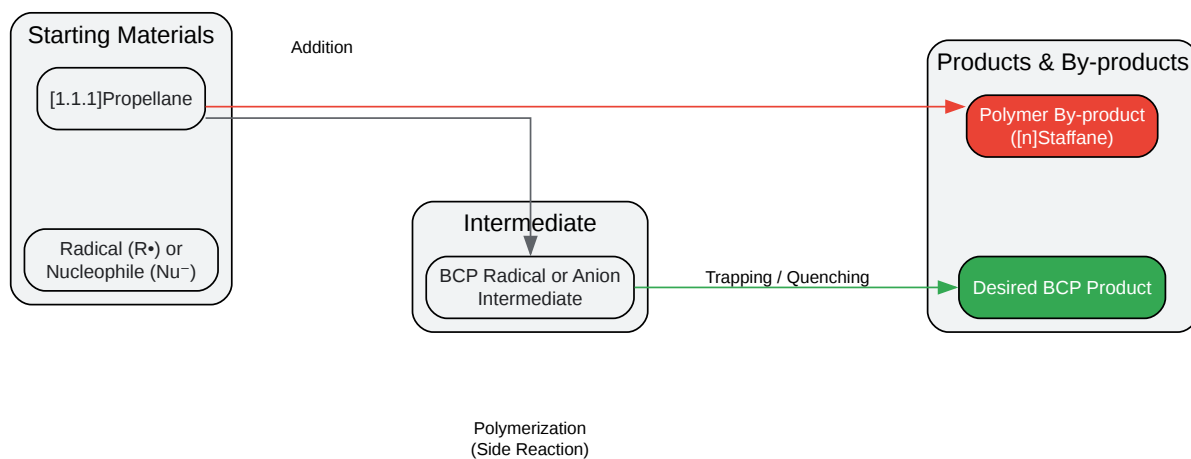 Starting Materials
Addition
[1.1.1]Propellane
Radical (R•) or
Nucleophile (Nu⁻)
Intermediate
BCP Radical or Anion
Intermediate
Trapping / Quenching
Products & By-products
Polymer By-product
([n]Staffane)
Desired BCP Product
Polymerization
(Side Reaction)